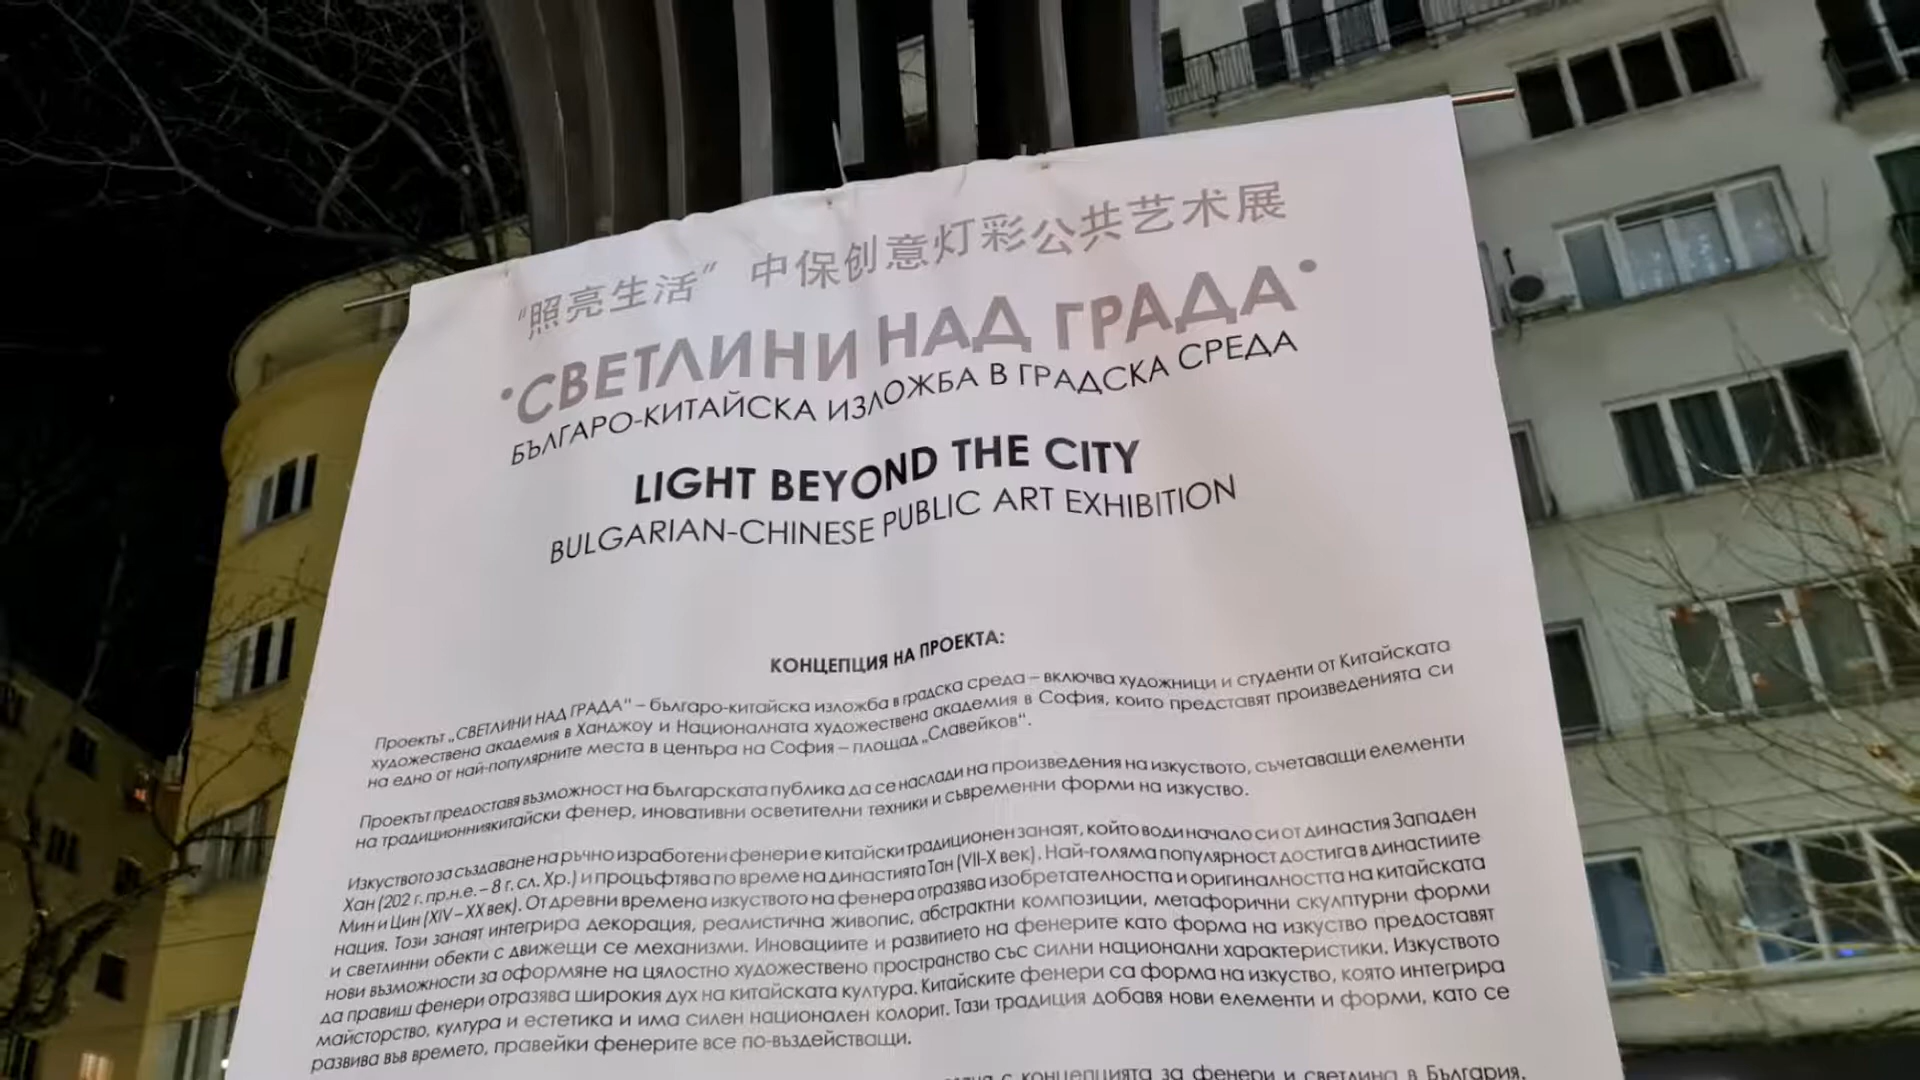 “照亮生活” 中保创意灯彩公共艺术展
•СВЕТЛИНИ НАД ГРАДА•
БЪЛГАРО-КИТАЙСКА ИЗЛОЖБА В ГРАДСКА СРЕДА
LIGHT BEYOND THE CITY
BULGARIAN-CHINESE PUBLIC ART EXHIBITION
КОНЦЕПЦИЯ НА ПРОЕКТА:
Проектът „СВЕТЛИНИ НАД ГРАДА“ – българо-китайска изложба в градска среда – включва художници и студенти от Китайската
художествена академия в Ханджоу и Националната художествена академия в София, които представят произведенията си
на едно от най-популярните места в центъра на София – площад „Славейков“.
Проектът предоставя възможност на българската публика да се наслади на произведения на изкуството, съчетаващи елементи
на традиционниякитайски фенер, иновативни осветителни техники и съвременни форми на изкуство.
Изкуството за създаване на ръчно изработени фенери е китайски традиционен занаят, който води начало си от династия Западен
Хан (202 г. пр.н.е. – 8 г. сл. Хр.) и процъфтява по време на династията Тан (VII-X век). Най-голяма популярност достига в династиите
Мин и Цин (XIV – XX век). От древни времена изкуството на фенера отразява изобретателността и оригиналността на китайската
нация. Този занаят интегрира декорация, реалистична живопис, абстрактни композиции, метафорични скулптурни форми
и светлинни обекти с движещи се механизми. Иновациите и развитието на фенерите като форма на изкуство предоставят
нови възможности за оформяне на цялостно художествено пространство със силни национални характеристики. Изкуството
да правиш фенери отразява широкия дух на китайската култура. Китайските фенери са форма на изкуство, която интегрира
майсторство, култура и естетика и има силен национален колорит. Тази традиция добавя нови елементи и форми, като се
развива във времето, правейки фенерите все по-въздействащи.
с концепцията за фенери и светлина в България,